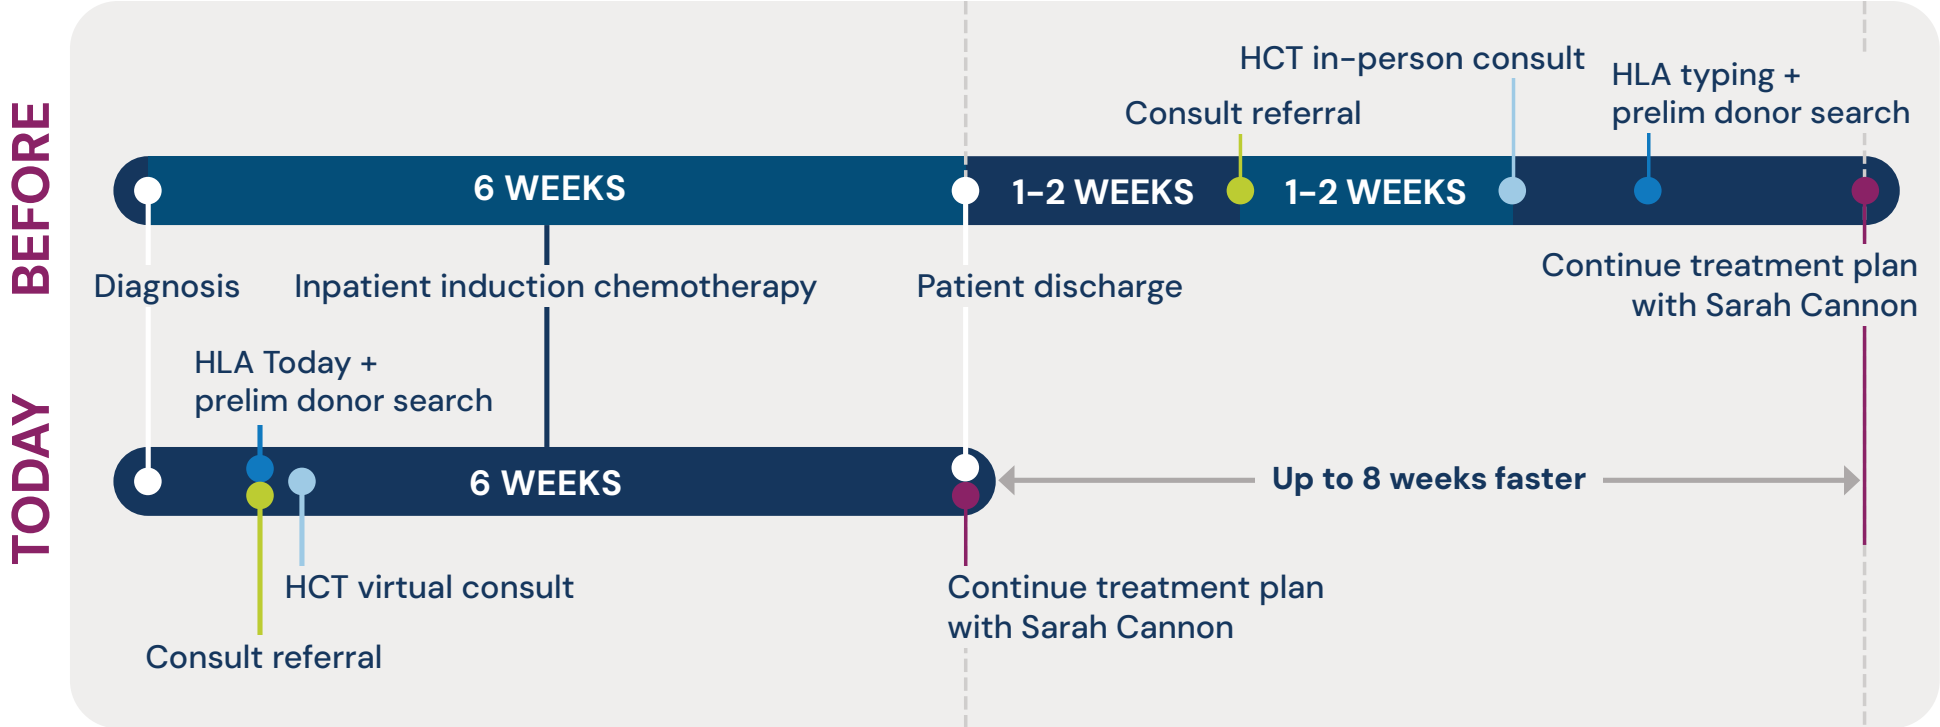 BEFORE
HCT in-person consult
HLA typing +
prelim donor search
Consult referral
6 WEEKS
1-2 WEEKS
1-2 WEEKS
Diagnosis
Inpatient induction chemotherapy
Patient discharge
Continue treatment plan
with Sarah Cannon
TODAY
HLA Today +
prelim donor search
6 WEEKS
Up to 8 weeks faster
HCT virtual consult
Consult referral
Continue treatment plan
with Sarah Cannon